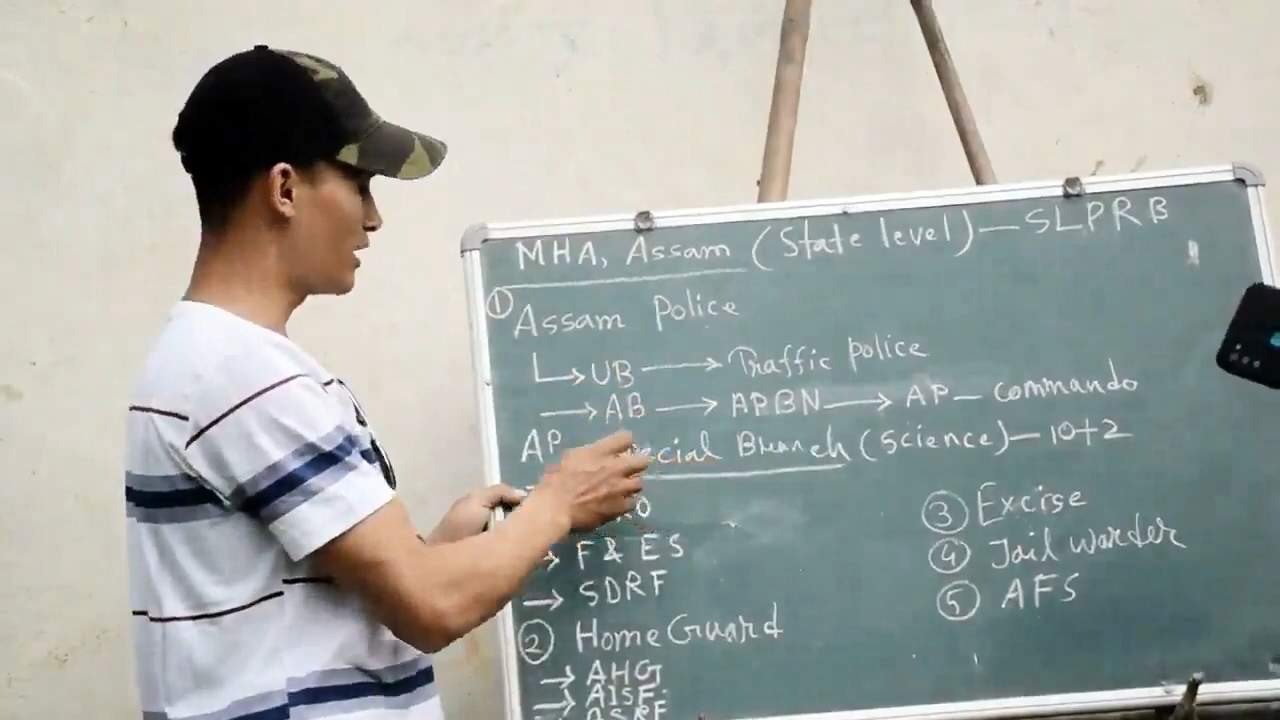 MHA, Assam (State level) — SLPRB
① Assam Police
↳ UB → Traffic police
→ AB → APBN → AP — commando
AP Branch (Science) — 10+2
→ F & ES
→ SDRF
② Home Guard
→ AHG
→ AISF
③ Excise
④ Jail warder
⑤ AFS